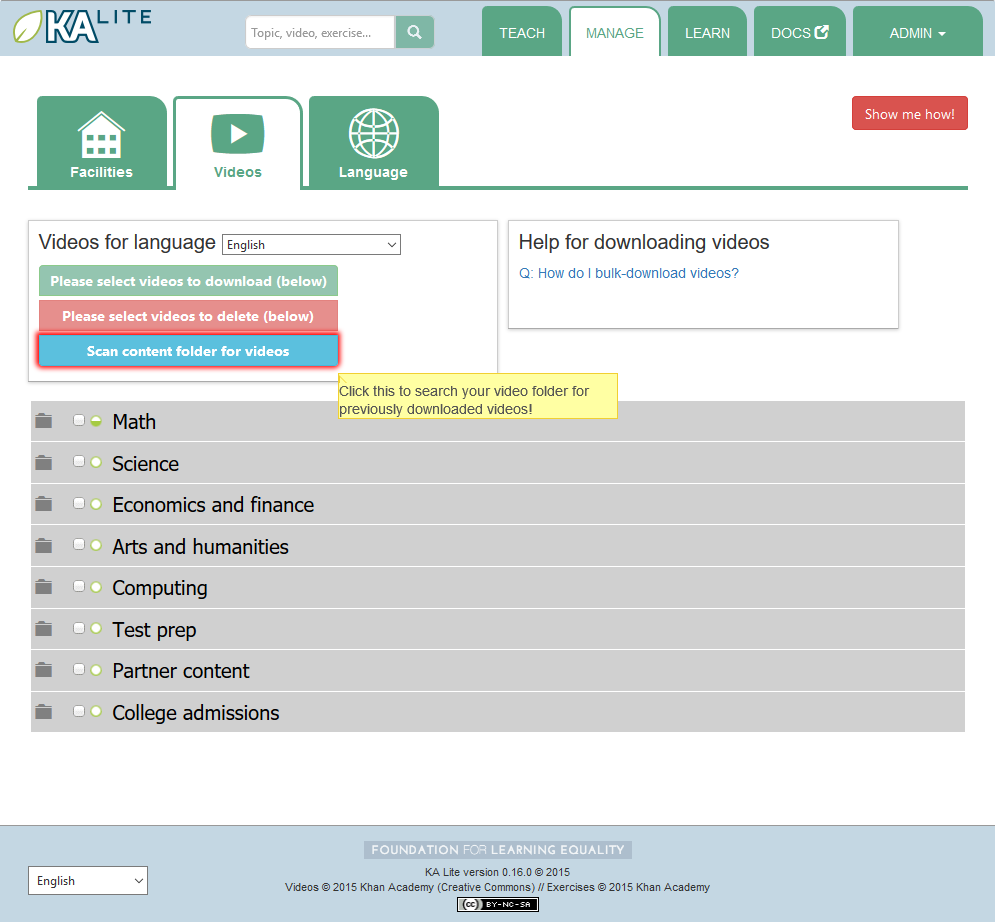 KA LITE
Topic, video, exercise...
TEACH
MANAGE
LEARN
DOCS
ADMIN
Facilities
Videos
Language
Show me how!
Videos for language English
Please select videos to download (below)
Please select videos to delete (below)
Scan content folder for videos
Help for downloading videos
Q: How do I bulk-download videos?
Click this to search your video folder for
previously downloaded videos!
Math
Science
Economics and finance
Arts and humanities
Computing
Test prep
Partner content
College admissions
English
FOUNDATION FOR LEARNING EQUALITY
KA Lite version 0.16.0 © 2015
Videos © 2015 Khan Academy (Creative Commons) // Exercises © 2015 Khan Academy
cc BY-NC-SA